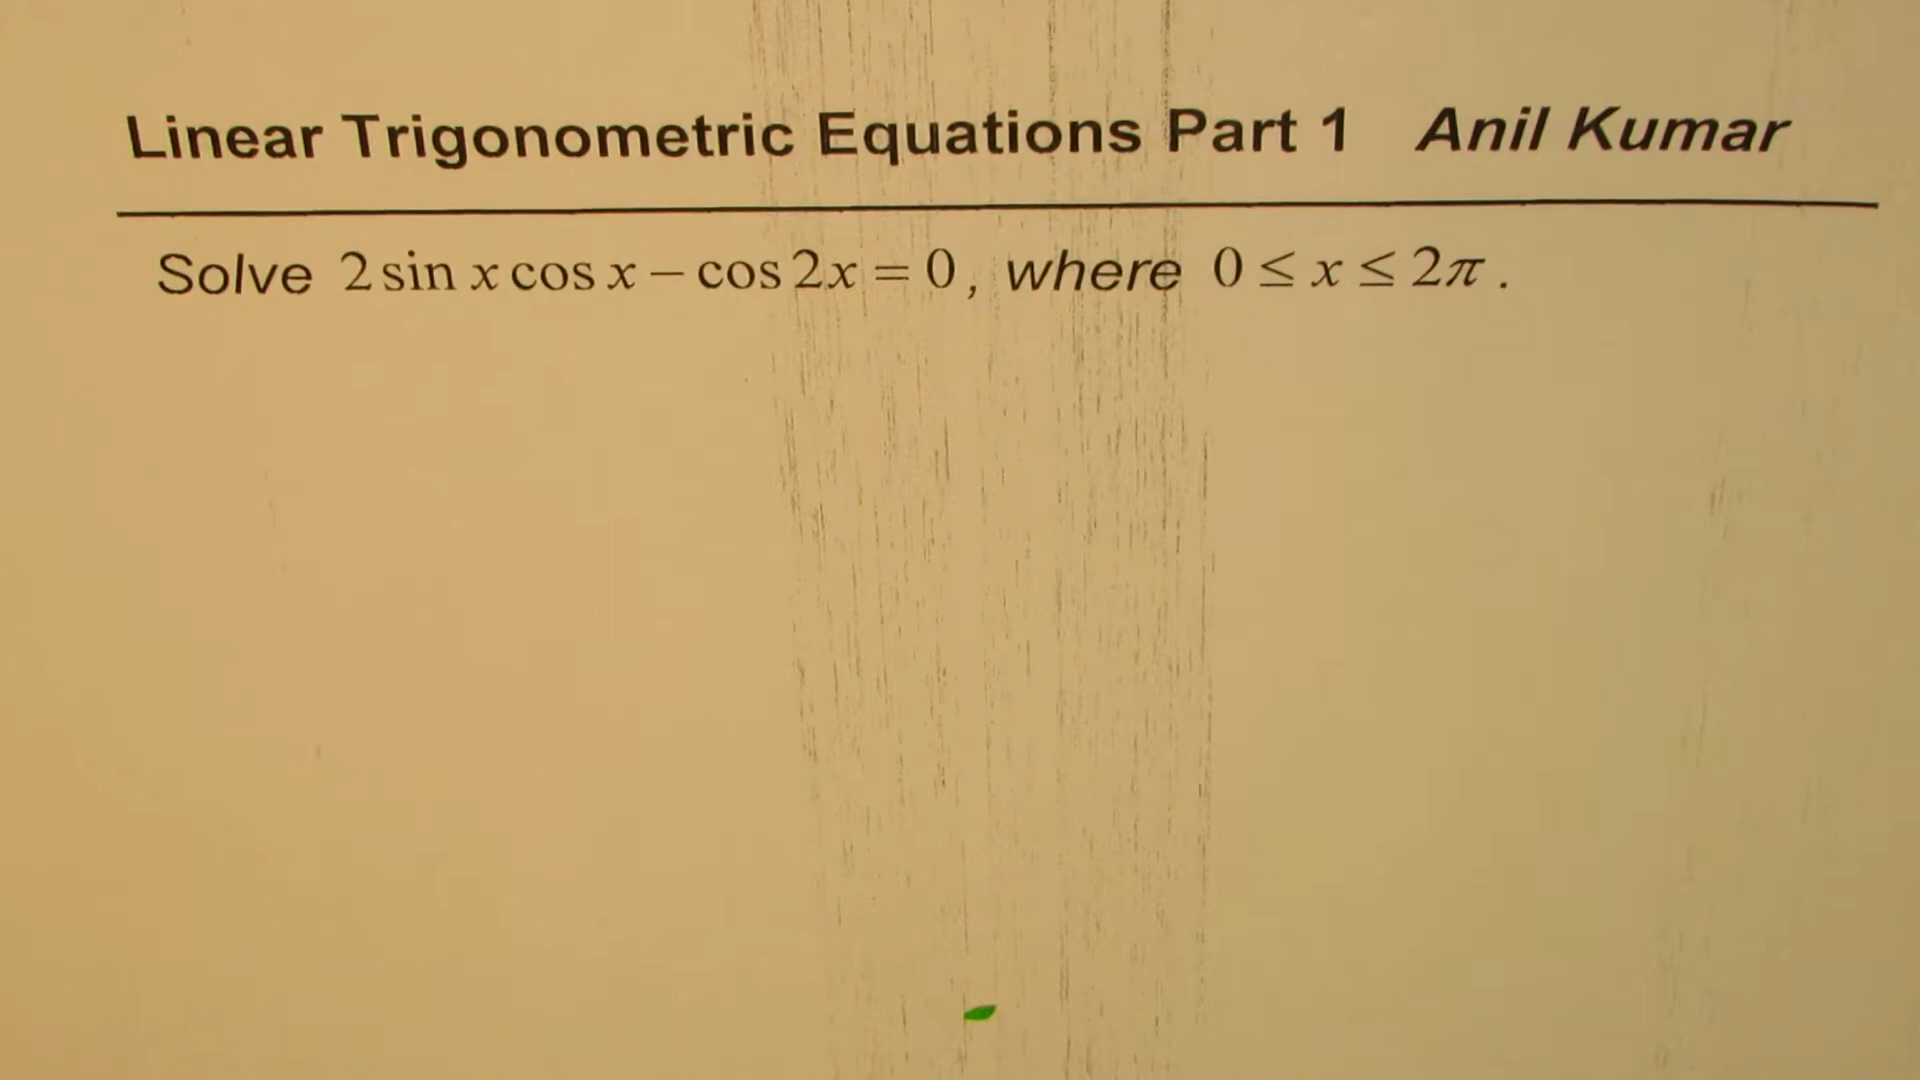 Linear Trigonometric Equations Part 1 Anil Kumar
Solve 2 sin x cos x − cos 2x = 0, where 0 ≤ x ≤ 2π.